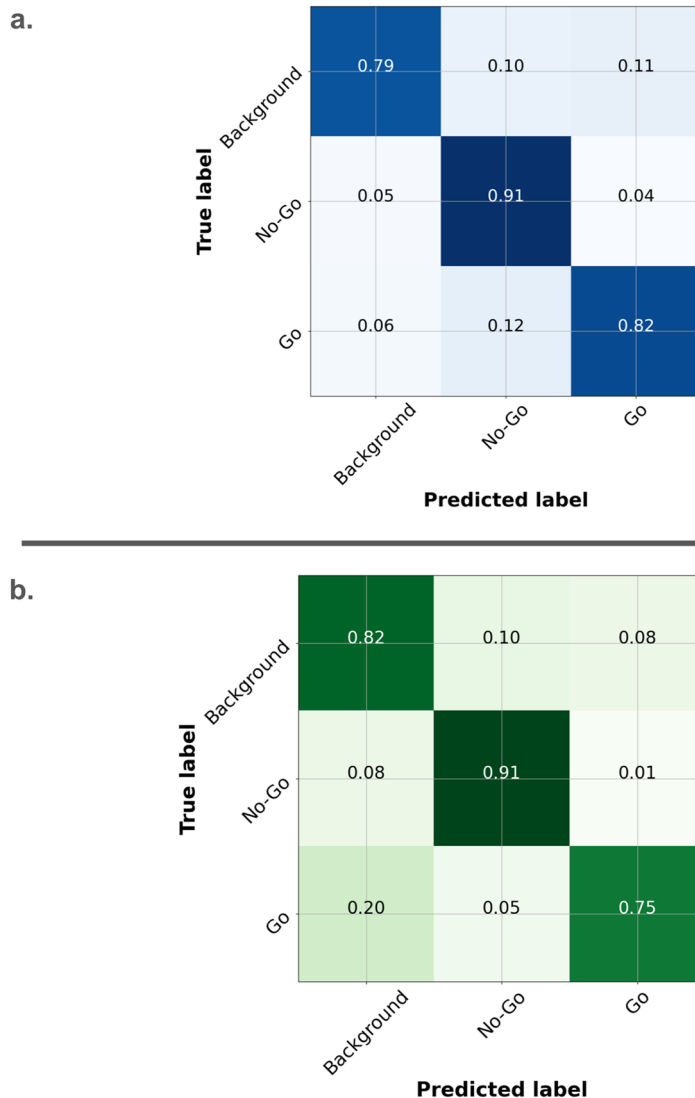 a.
True label
Background
0.79 0.10 0.11
No-Go
0.05 0.91 0.04
Go
0.06 0.12 0.82
Background No-Go Go
Predicted label
b.
True label
Background
0.82 0.10 0.08
No-Go
0.08 0.91 0.01
Go
0.20 0.05 0.75
Background No-Go Go
Predicted label